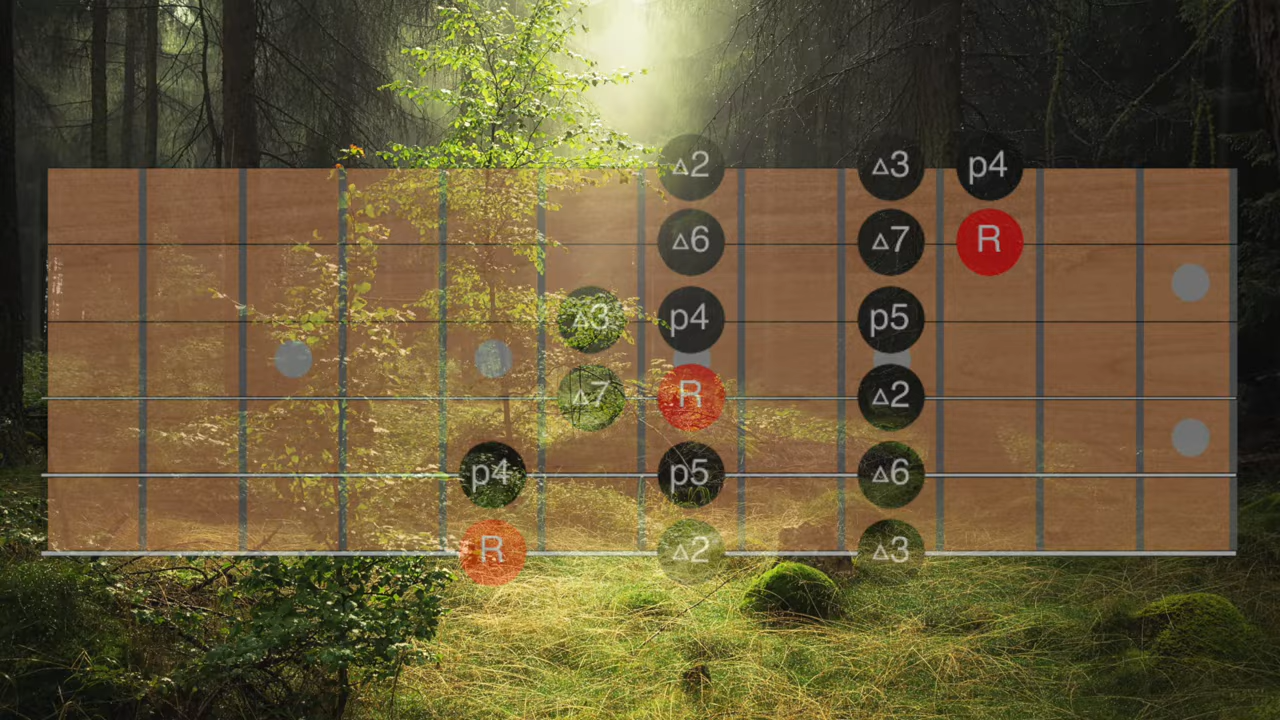 △2 △3 p4
△6 △7 R
△3 p4 p5
△7 R △2
p4 p5 △6
R △2 △3